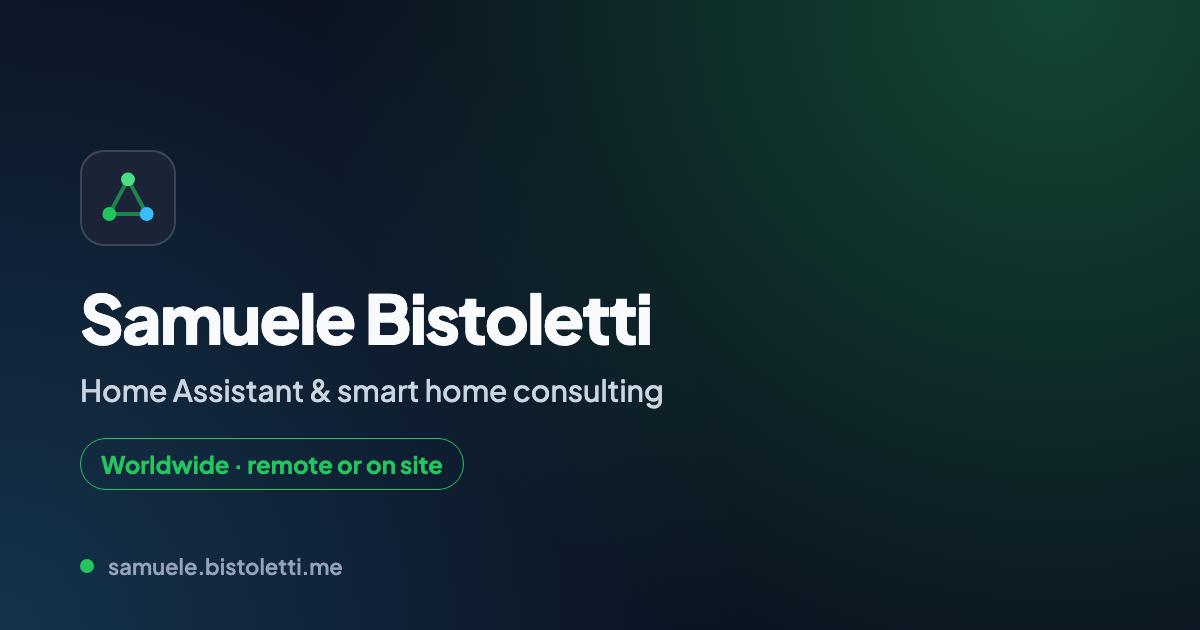 Samuele Bistoletti
Home Assistant & smart home consulting
Worldwide · remote or on site
samuele.bistoletti.me